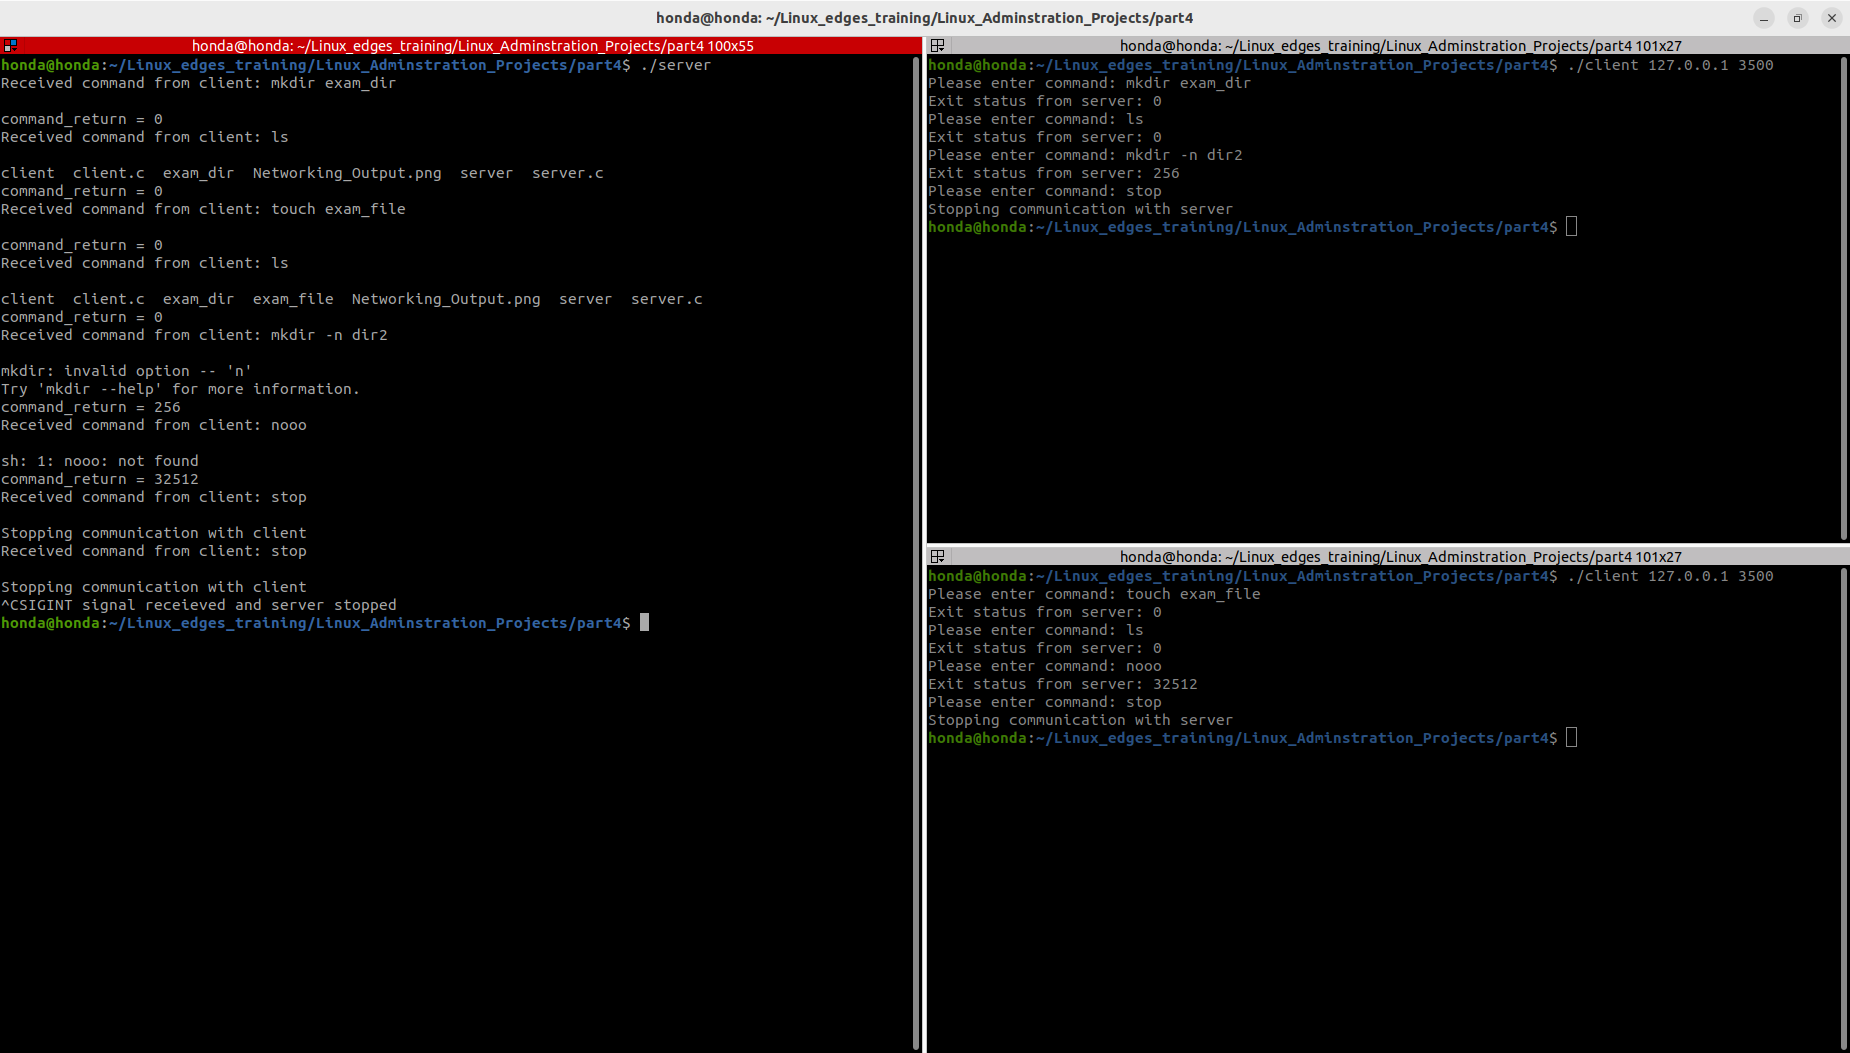 honda@honda: ~/Linux_edges_training/Linux_Adminstration_Projects/part4
honda@honda: ~/Linux_edges_training/Linux_Adminstration_Projects/part4 100x55
honda@honda:~/Linux_edges_training/Linux_Adminstration_Projects/part4$ ./server
Received command from client: mkdir exam_dir
command_return = 0
Received command from client: ls
client  client.c  exam_dir  Networking_Output.png  server  server.c
command_return = 0
Received command from client: touch exam_file
command_return = 0
Received command from client: ls
client  client.c  exam_dir  exam_file  Networking_Output.png  server  server.c
command_return = 0
Received command from client: mkdir -n dir2
mkdir: invalid option -- 'n'
Try 'mkdir --help' for more information.
command_return = 256
Received command from client: nooo
sh: 1: nooo: not found
command_return = 32512
Received command from client: stop
Stopping communication with client
Received command from client: stop
Stopping communication with client
^CSIGINT signal receieved and server stopped
honda@honda:~/Linux_edges_training/Linux_Adminstration_Projects/part4$
honda@honda: ~/Linux_edges_training/Linux_Adminstration_Projects/part4 101x27
honda@honda:~/Linux_edges_training/Linux_Adminstration_Projects/part4$ ./client 127.0.0.1 3500
Please enter command: mkdir exam_dir
Exit status from server: 0
Please enter command: ls
Exit status from server: 0
Please enter command: mkdir -n dir2
Exit status from server: 256
Please enter command: stop
Stopping communication with server
honda@honda:~/Linux_edges_training/Linux_Adminstration_Projects/part4$
honda@honda: ~/Linux_edges_training/Linux_Adminstration_Projects/part4 101x27
honda@honda:~/Linux_edges_training/Linux_Adminstration_Projects/part4$ ./client 127.0.0.1 3500
Please enter command: touch exam_file
Exit status from server: 0
Please enter command: ls
Exit status from server: 0
Please enter command: nooo
Exit status from server: 32512
Please enter command: stop
Stopping communication with server
honda@honda:~/Linux_edges_training/Linux_Adminstration_Projects/part4$